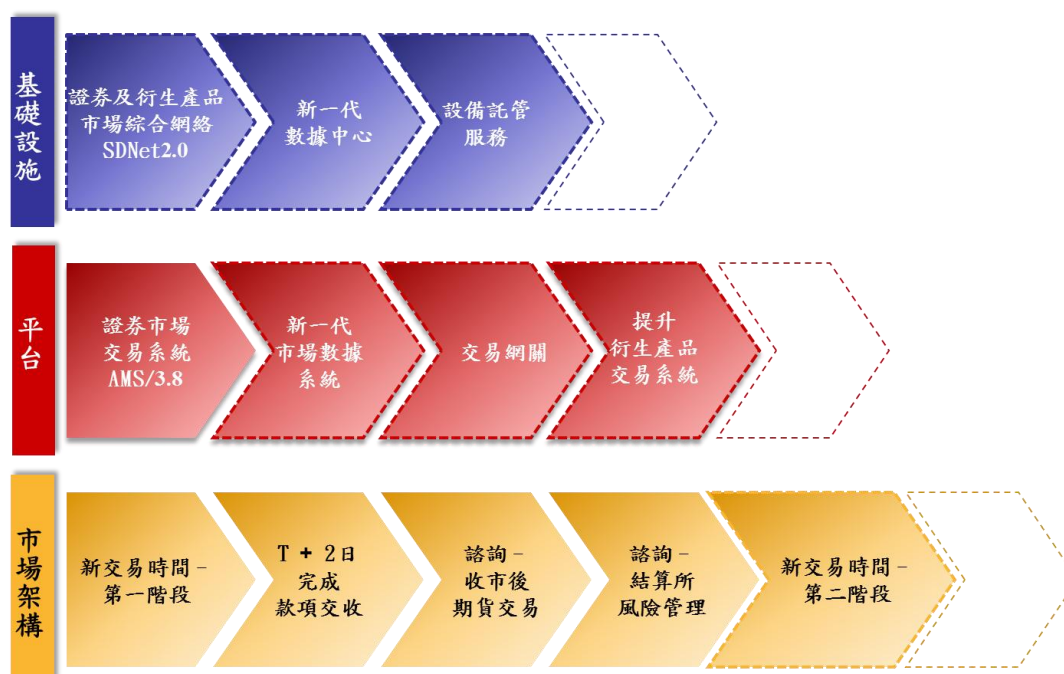 基礎設施
證券及衍生產品
市場綜合網絡
SDNet2.0
新一代
數據中心
設備託管
服務
平台
證券市場
交易系統
AMS/3.8
新一代
市場數據
系統
交易網關
提升
衍生產品
交易系統
市場架構
新交易時間 –
第一階段
T + 2日
完成
款項交收
諮詢 –
收市後
期貨交易
諮詢 –
結算所
風險管理
新交易時間 –
第二階段